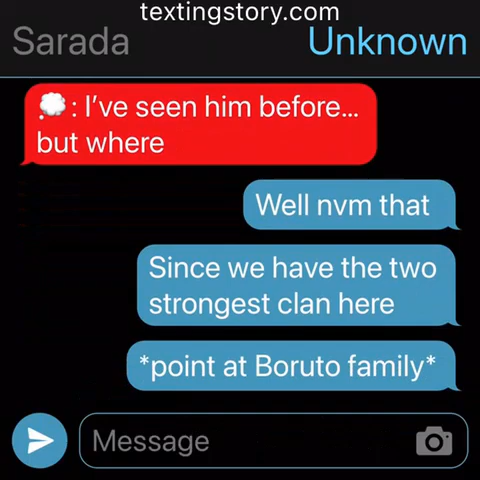 textingstory.com
Sarada Unknown
💭: I've seen him before...
but where
Well nvm that
Since we have the two
strongest clan here
*point at Boruto family*
Message